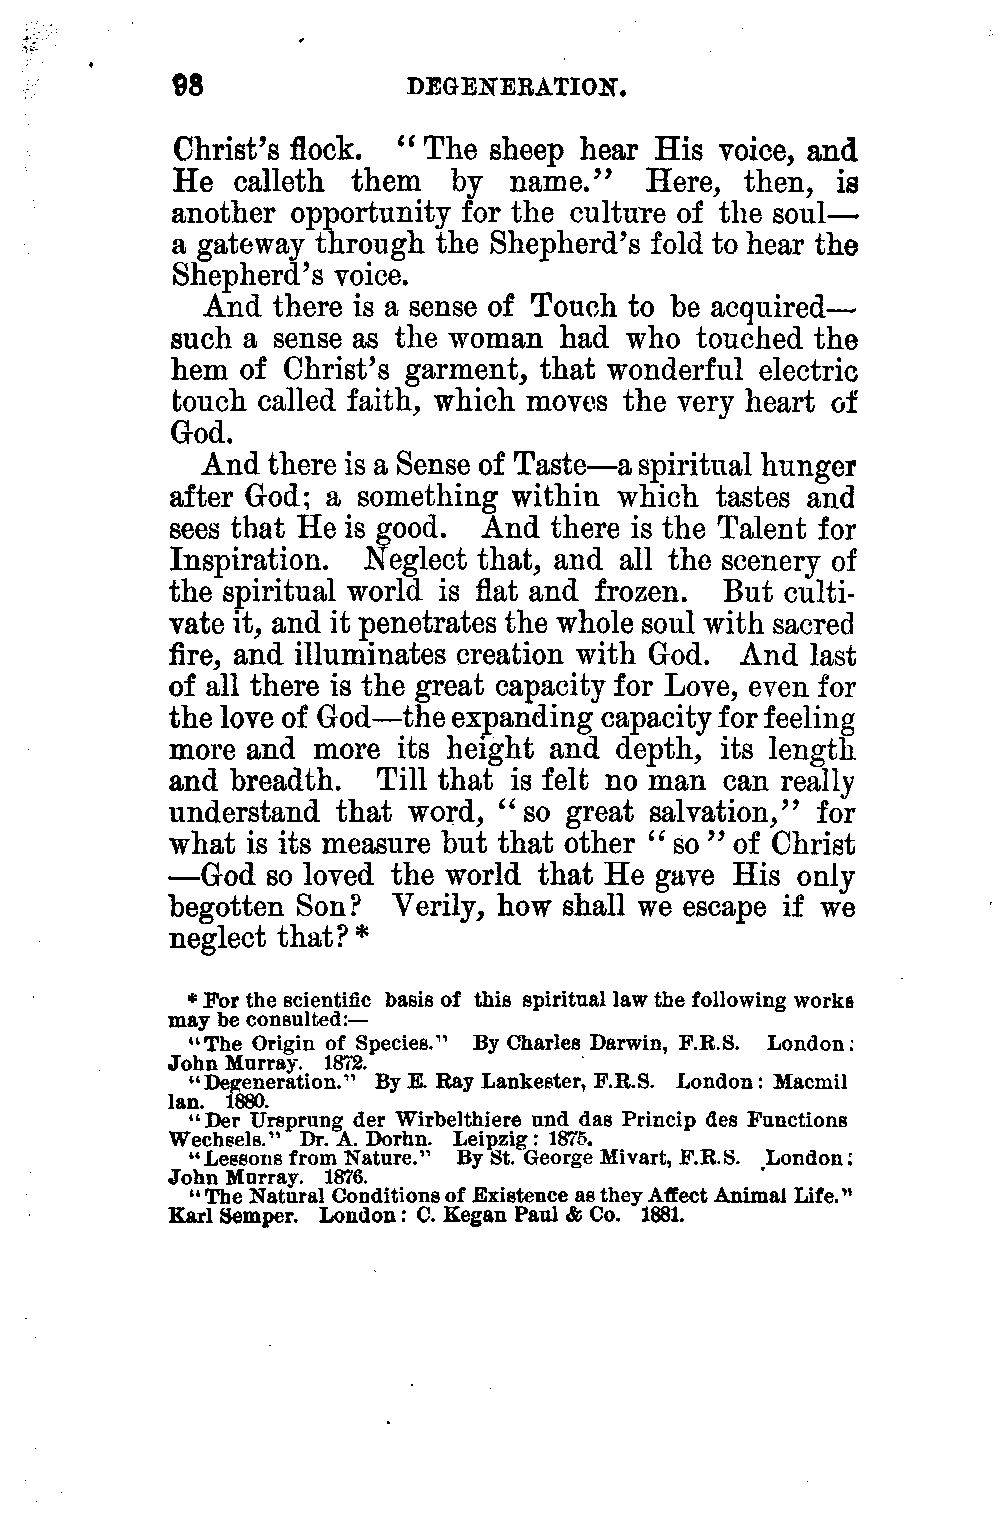 98 DEGENERATION.
Christ's flock. "The sheep hear His voice, and
He calleth them by name." Here, then, is
another opportunity for the culture of the soul—
a gateway through the Shepherd's fold to hear the
Shepherd's voice.
And there is a sense of Touch to be acquired—
such a sense as the woman had who touched the
hem of Christ's garment, that wonderful electric
touch called faith, which moves the very heart of
God.
And there is a Sense of Taste—a spiritual hunger
after God; a something within which tastes and
sees that He is good. And there is the Talent for
Inspiration. Neglect that, and all the scenery of
the spiritual world is flat and frozen. But culti-
vate it, and it penetrates the whole soul with sacred
fire, and illuminates creation with God. And last
of all there is the great capacity for Love, even for
the love of God—the expanding capacity for feeling
more and more its height and depth, its length
and breadth. Till that is felt no man can really
understand that word, "so great salvation," for
what is its measure but that other "so" of Christ
—God so loved the world that He gave His only
begotten Son? Verily, how shall we escape if we
neglect that?*
* For the scientific basis of this spiritual law the following works
may be consulted:—
"The Origin of Species." By Charles Darwin, F.R.S. London:
John Murray. 1872.
"Degeneration." By E. Ray Lankester, F.R.S. London: Macmil
lan. 1880.
"Der Ursprung der Wirbelthiere und das Princip des Functions
Wechsels." Dr. A. Dorhn. Leipzig: 1875.
"Lessons from Nature." By St. George Mivart, F.R.S. London:
John Murray. 1876.
"The Natural Conditions of Existence as they Affect Animal Life."
Karl Semper. London: C. Kegan Paul & Co. 1881.